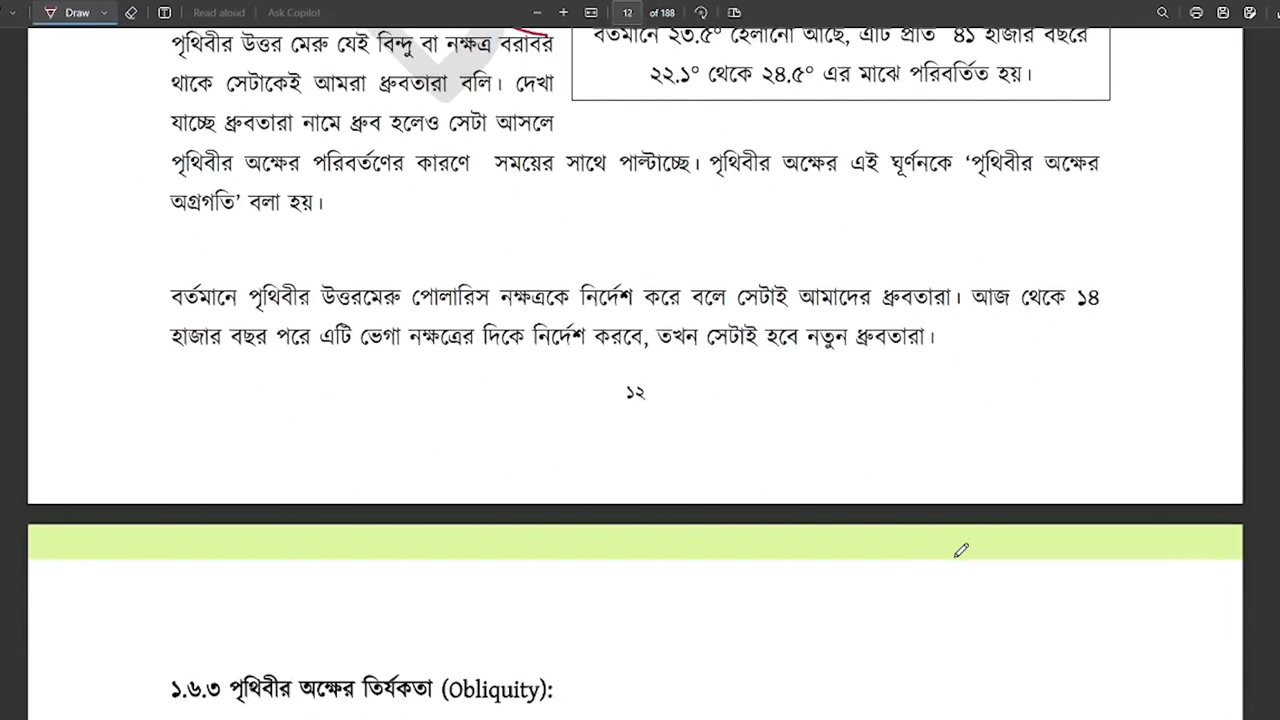 Draw
Read aloud
Ask Copilot
12 of 188
পৃথিবীর উত্তর মেরু যেই বিন্দু বা নক্ষত্র বরাবর
থাকে সেটাকেই আমরা ধ্রুবতারা বলি। দেখা
যাচ্ছে ধ্রুবতারা নামে ধ্রুব হলেও সেটা আসলে
বর্তমানে ২৩.৫° হেলানো আছে, এটি প্রতি ৪১ হাজার বছরে
২২.১° থেকে ২৪.৫° এর মাঝে পরিবর্তিত হয়।
পৃথিবীর অক্ষের পরিবর্তণের কারণে সময়ের সাথে পাল্টাচ্ছে। পৃথিবীর অক্ষের এই ঘূর্ণনকে ‘পৃথিবীর অক্ষের
অগ্রগতি’ বলা হয়।
বর্তমানে পৃথিবীর উত্তরমেরু পোলারিস নক্ষত্রকে নির্দেশ করে বলে সেটাই আমাদের ধ্রুবতারা। আজ থেকে ১৪
হাজার বছর পরে এটি ভেগা নক্ষত্রের দিকে নির্দেশ করবে, তখন সেটাই হবে নতুন ধ্রুবতারা।
১২
১.৬.৩ পৃথিবীর অক্ষের তির্যকতা (Obliquity):